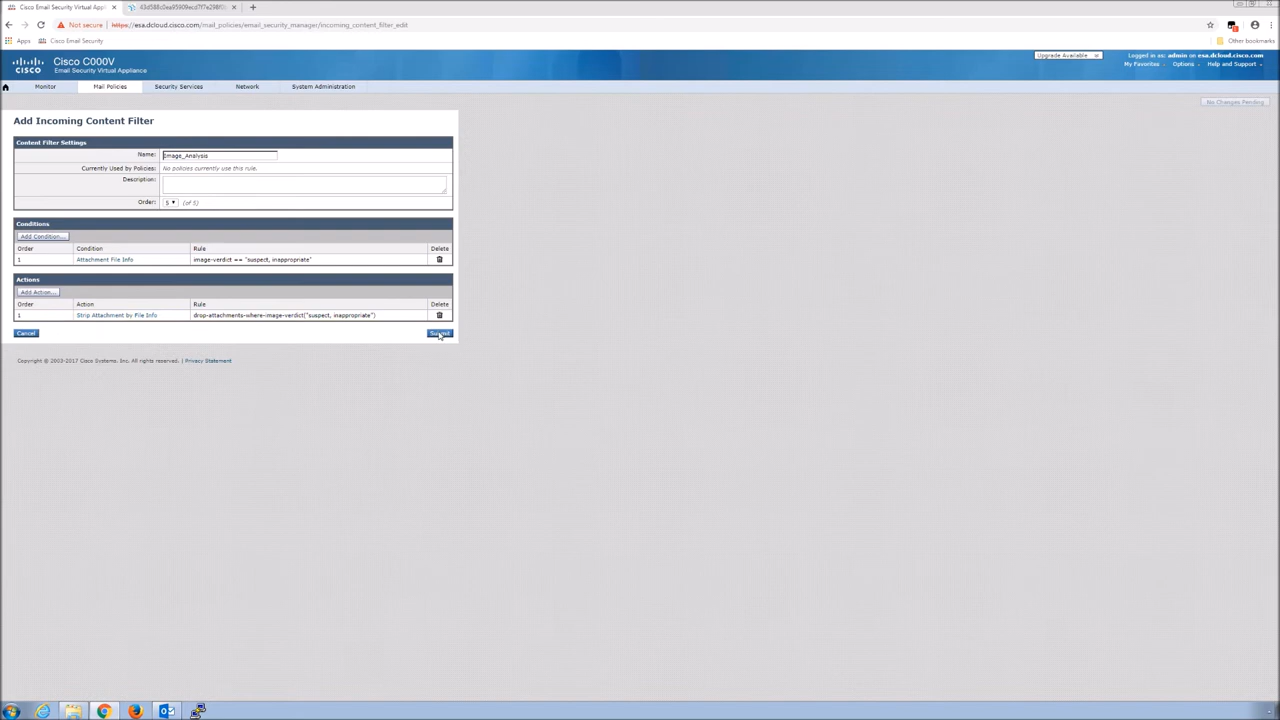 Cisco Email Security Virtual Appliance
Not secure
https://esa.dcloud.cisco.com/mail_policies/email_security_manager/incoming_content_filter_edit
Apps
Cisco Email Security
Other bookmarks
CISCO
Cisco C000V
Email Security Virtual Appliance
Upgrade Available
Logged in as: admin on esa.dcloud.cisco.com
My Favorites
Options
Help and Support
Monitor
Mail Policies
Security Services
Network
System Administration
No Changes Pending
Add Incoming Content Filter
Content Filter Settings
Name:
Image_Analysis
Currently Used by Policies:
No policies currently use this rule.
Description:
Order:
5
(of 5)
Conditions
Add Condition...
Order
Condition
Rule
Delete
1
Attachment File Info
image-verdict == "suspect, inappropriate"
Actions
Add Action...
Order
Action
Rule
Delete
1
Strip Attachment by File Info
drop-attachments-where-image-verdict("suspect, inappropriate")
Cancel
Submit
Copyright © 2003-2017 Cisco Systems, Inc. All rights reserved. | Privacy Statement